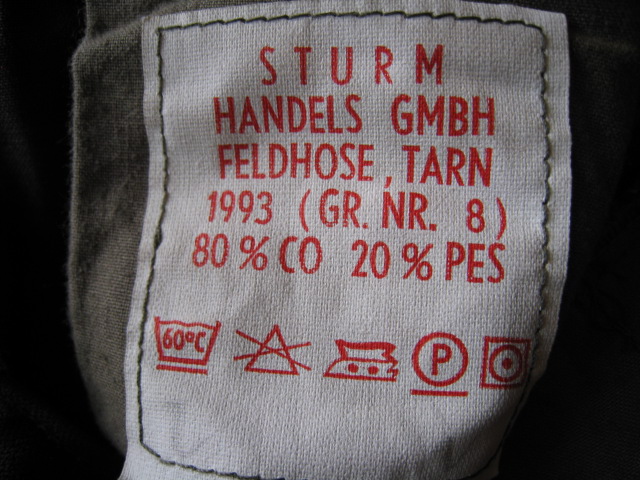 STURM
HANDELS GMBH
FELDHOSE, TARN
1993 (GR. NR. 8)
80% CO 20% PES
60°C
P